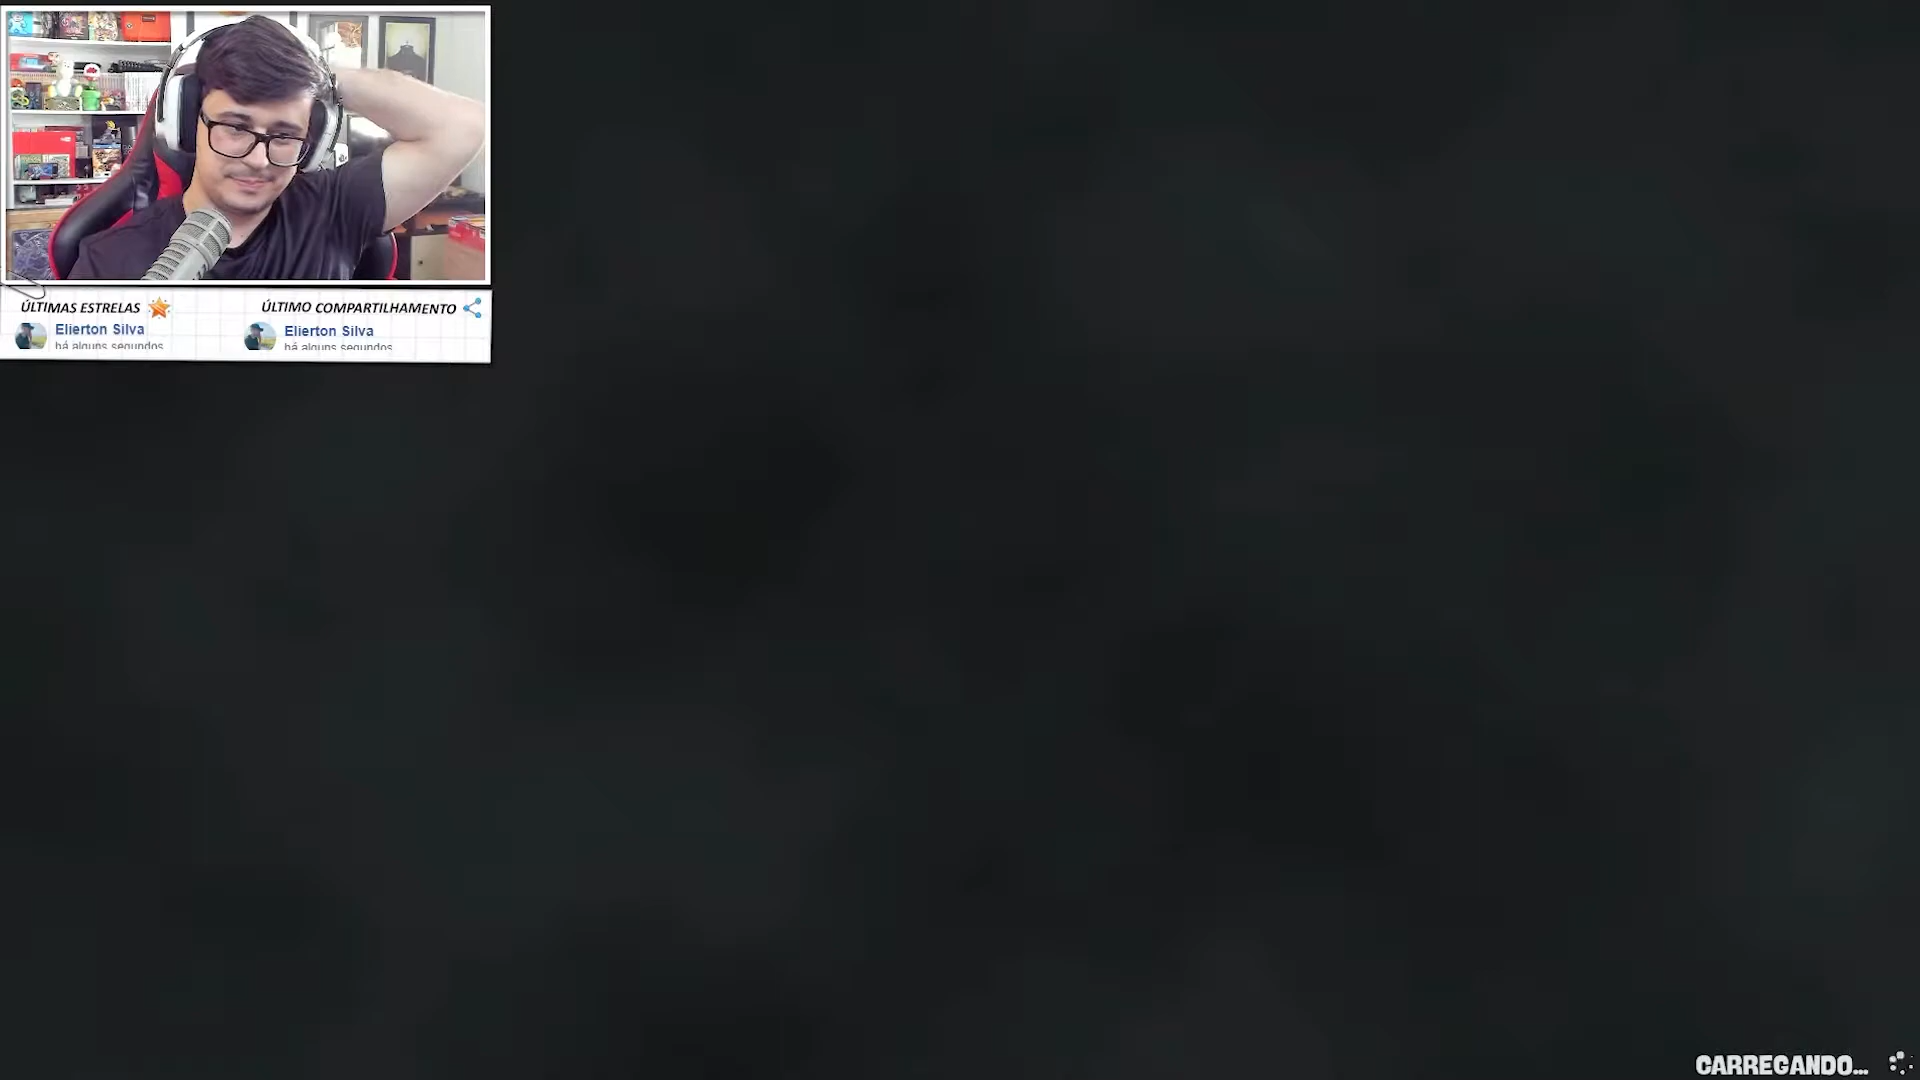 ÚLTIMAS ESTRELAS
ÚLTIMO COMPARTILHAMENTO
Elierton Silva
há alguns segundos
Elierton Silva
há alguns segundos
CARREGANDO...